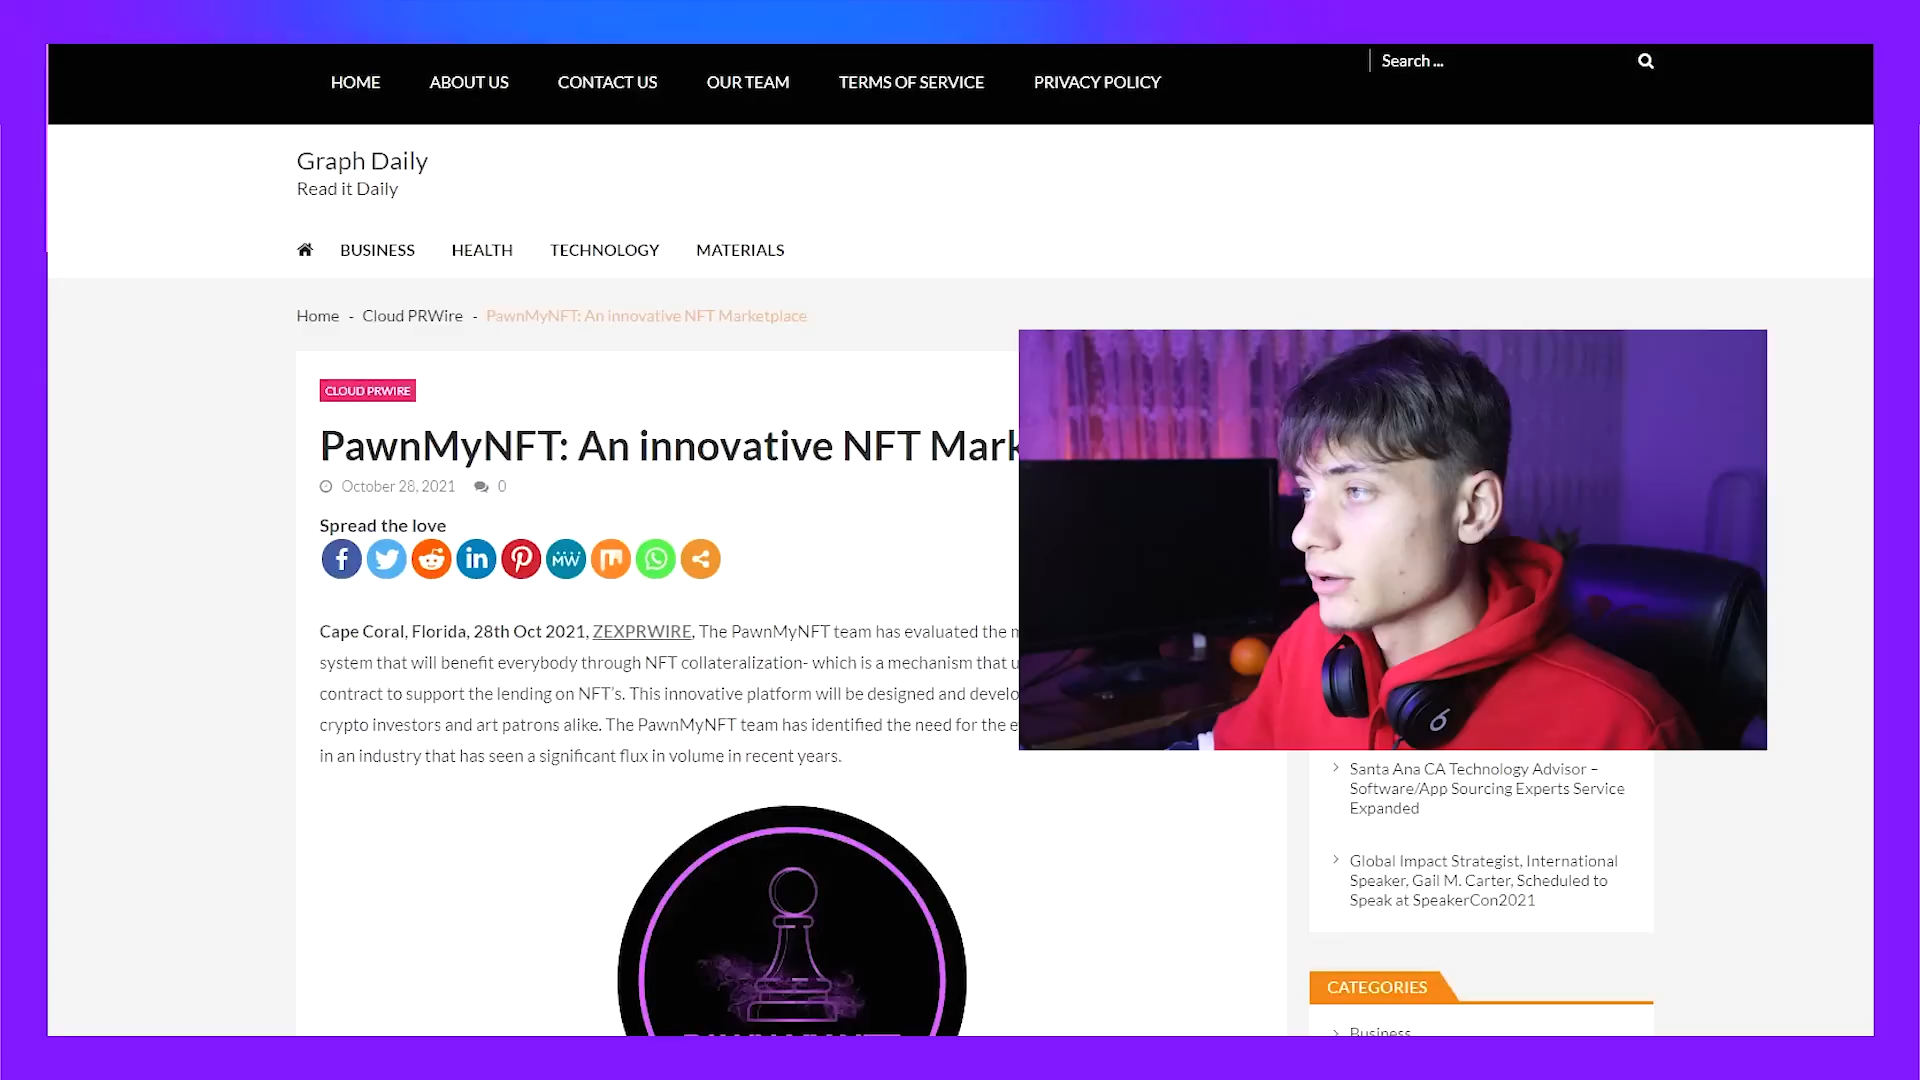 HOME ABOUT US CONTACT US OUR TEAM TERMS OF SERVICE PRIVACY POLICY Search ...
Graph Daily
Read it Daily
BUSINESS HEALTH TECHNOLOGY MATERIALS
Home - Cloud PRWire - PawnMyNFT: An innovative NFT Marketplace
CLOUD PRWIRE
PawnMyNFT: An innovative NFT Mark
October 28, 2021 0
Spread the love
MW
Cape Coral, Florida, 28th Oct 2021, ZEXPRWIRE, The PawnMyNFT team has evaluated the
system that will benefit everybody through NFT collateralization- which is a mechanism that
contract to support the lending on NFT's. This innovative platform will be designed and develo
crypto investors and art patrons alike. The PawnMyNFT team has identified the need for the
in an industry that has seen a significant flux in volume in recent years.
Santa Ana CA Technology Advisor –
Software/App Sourcing Experts Service
Expanded
Global Impact Strategist, International
Speaker, Gail M. Carter, Scheduled to
Speak at SpeakerCon2021
CATEGORIES
Business